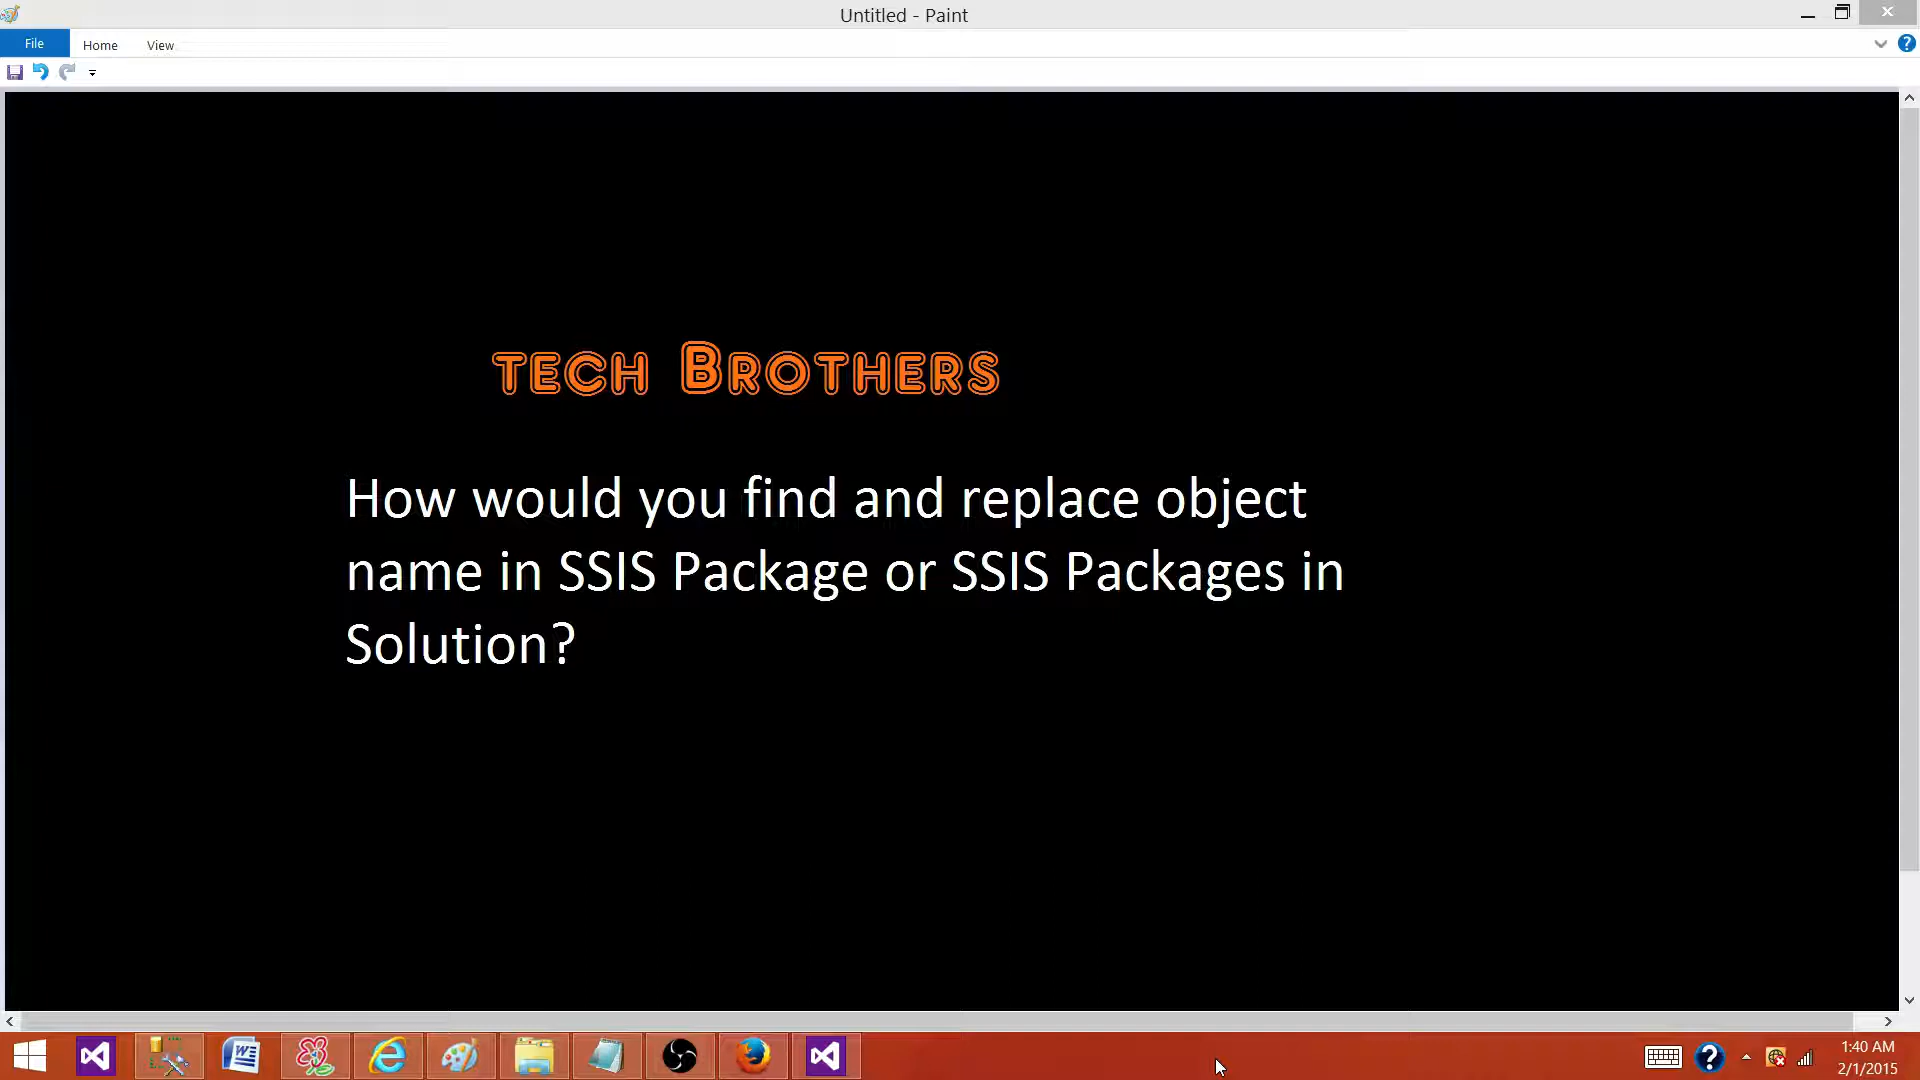 Untitled - Paint
File Home View
tech Brothers
How would you find and replace object
name in SSIS Package or SSIS Packages in
Solution?
1:40 AM
2/1/2015